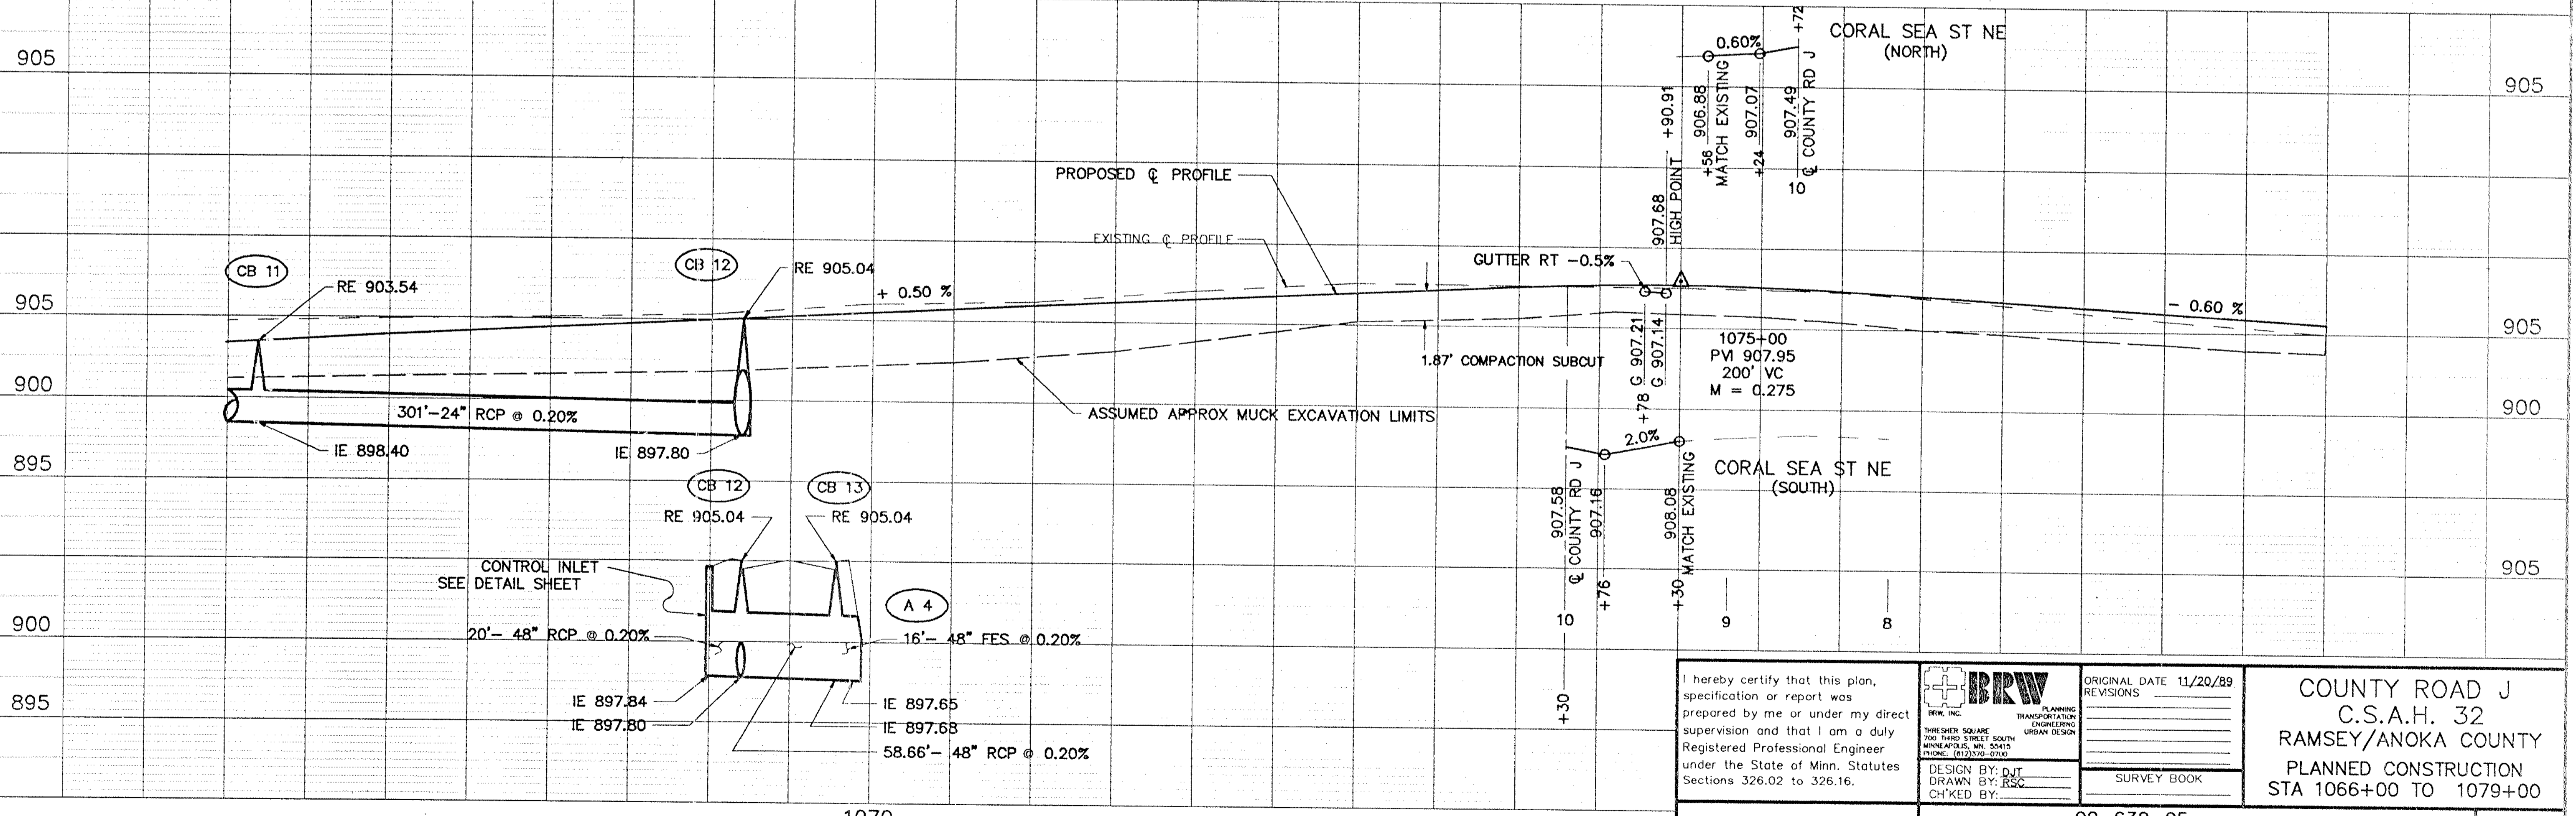 905
905
900
895
900
895
CB 11
RE 903.54
CB 12
RE 905.04
+ 0.50 %
301'-24" RCP @ 0.20%
IE 898.40
IE 897.80
PROPOSED ℄ PROFILE
EXISTING ℄ PROFILE
ASSUMED APPROX MUCK EXCAVATION LIMITS
1.87' COMPACTION SUBCUT
GUTTER RT -0.5%
907.68
HIGH POINT
+90.91
+78 G 907.21
G 907.14
1075+00
PVI 907.95
200' VC
M = 0.275
- 0.60 %
0.60%
+56 906.88
MATCH EXISTING
+24 907.07
907.49
10 ℄ COUNTY RD J
+72
CORAL SEA ST NE
(NORTH)
2.0%
907.58
℄ COUNTY RD J
907.16
+76
908.08
+30 MATCH EXISTING
CORAL SEA ST NE
(SOUTH)
10
9
8
+30
CB 12
CB 13
RE 905.04
RE 905.04
CONTROL INLET
SEE DETAIL SHEET
A 4
20'- 48" RCP @ 0.20%
16'- 48" FES @ 0.20%
IE 897.84
IE 897.80
IE 897.65
IE 897.68
58.66'- 48" RCP @ 0.20%
905
905
900
905
I hereby certify that this plan,
specification or report was
prepared by me or under my direct
supervision and that I am a duly
Registered Professional Engineer
under the State of Minn. Statutes
Sections 326.02 to 326.16.
BRW
BRW, INC.
PLANNING
TRANSPORTATION
ENGINEERING
URBAN DESIGN
THRESHER SQUARE
700 THIRD STREET SOUTH
MINNEAPOLIS, MN. 55415
PHONE: (612)370-0700
DESIGN BY: DJT
DRAWN BY: RSC
CH'KED BY:
ORIGINAL DATE 11/20/89
REVISIONS
SURVEY BOOK
COUNTY ROAD J
C.S.A.H. 32
RAMSEY/ANOKA COUNTY
PLANNED CONSTRUCTION
STA 1066+00 TO 1079+00
1070